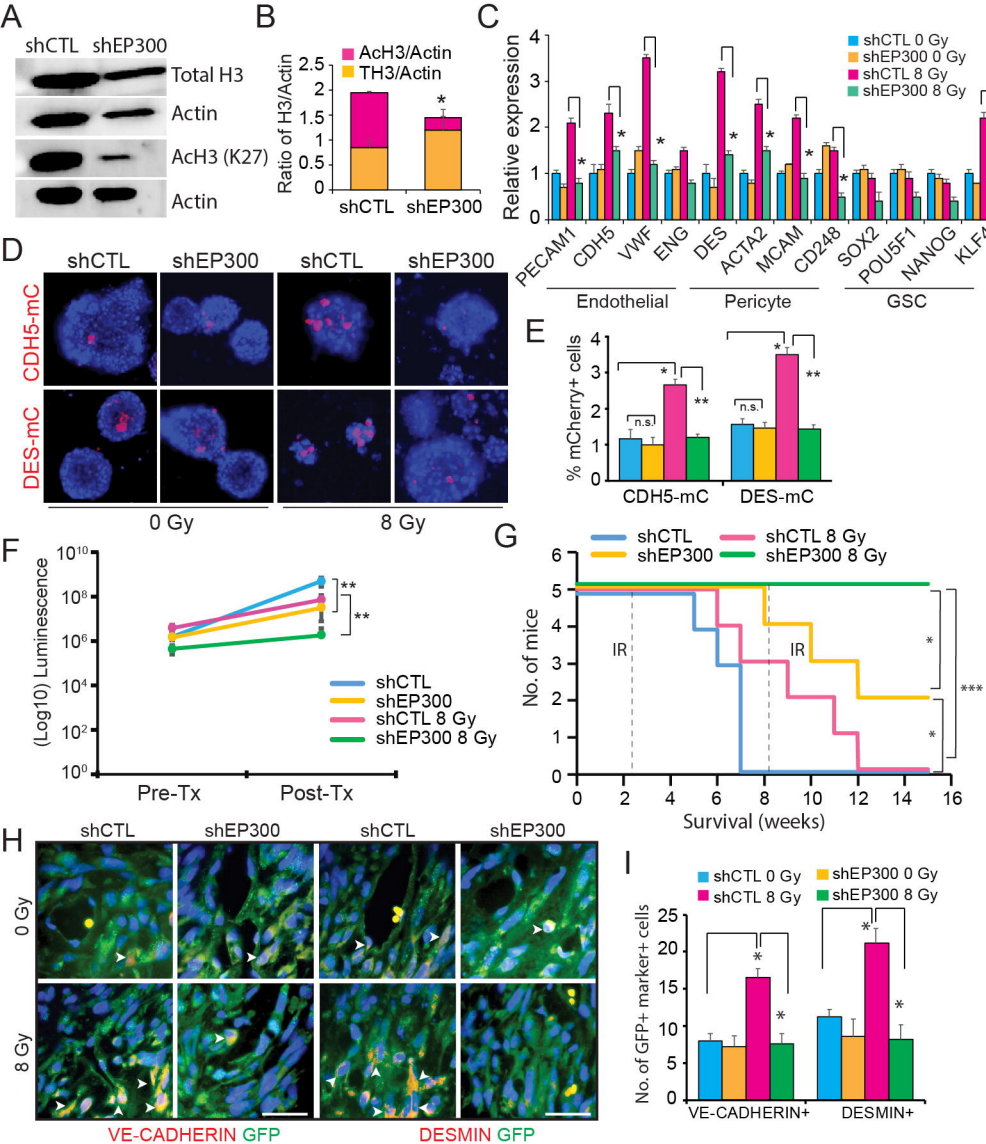 A
shCTL shEP300
Total H3
Actin
AcH3 (K27)
Actin
B
AcH3/Actin
TH3/Actin
Ratio of H3/Actin
2.5
2
1.5
1
0.5
0
*
shCTL shEP300
C
shCTL 0 Gy
shEP300 0 Gy
shCTL 8 Gy
shEP300 8 Gy
Relative expression
4
2
0
* * * * * * *
PECAM1 CDH5 VWF ENG DES ACTA2 MCAM CD248 SOX2 POU5F1 NANOG KLF4
Endothelial Pericyte GSC
D
shCTL shEP300 shCTL shEP300
CDH5-mC
DES-mC
0 Gy 8 Gy
E
% mCherry+ cells
4
3
2
1
0
n.s. * ** n.s. * **
CDH5-mC DES-mC
F
(Log10) Luminescence
10^10
10^8
10^6
10^4
10^2
10^0
**
**
shCTL
shEP300
shCTL 8 Gy
shEP300 8 Gy
Pre-Tx Post-Tx
G
shCTL shCTL 8 Gy
shEP300 shEP300 8 Gy
No. of mice
6
5
4
3
2
1
0
IR IR
*
***
*
0 2 4 6 8 10 12 14 16
Survival (weeks)
H
shCTL shEP300 shCTL shEP300
0 Gy
8 Gy
VE-CADHERIN GFP DESMIN GFP
I
shCTL 0 Gy shEP300 0 Gy
shCTL 8 Gy shEP300 8 Gy
No. of GFP+ marker+ cells
25
20
15
10
5
0
* * * *
VE-CADHERIN+ DESMIN+